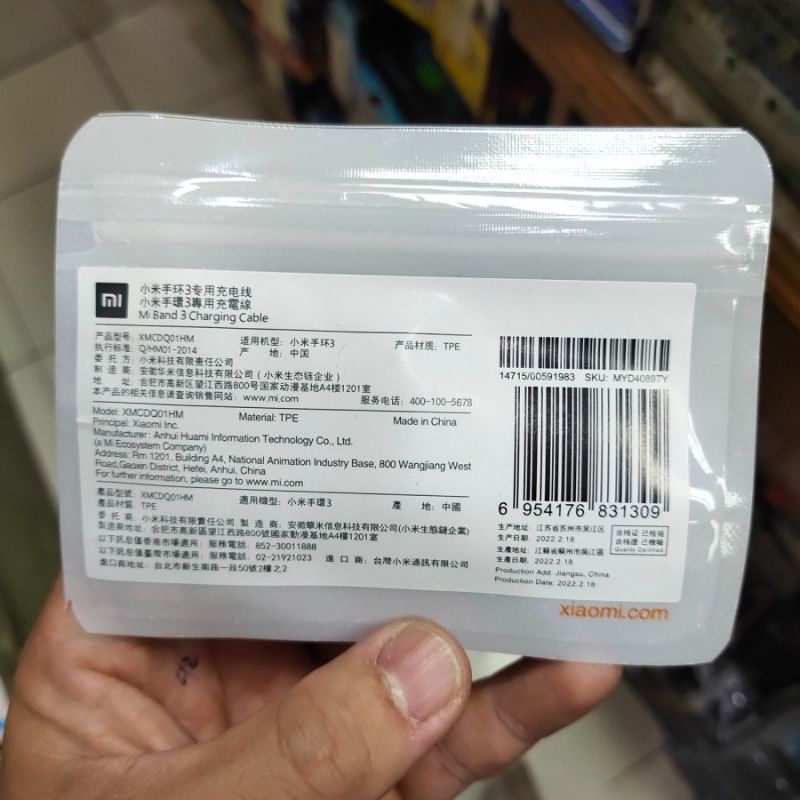 mi
小米手环3专用充电线
小米手環3專用充電線
Mi Band 3 Charging Cable
产品型号: XMCDQ01HM 适用机型: 小米手环3 产品材质: TPE
执行标准: Q/HM01-2014 产 地: 中国
委 托 方: 小米科技有限责任公司
制 造 商: 安徽华米信息科技有限公司 (小米生态链企业)
地 址: 合肥市高新区望江西路800号国家动漫基地A4楼1201室
本产品的相关信息请查询销售网站: www.mi.com 服务电话: 400-100-5678
Model: XMCDQ01HM Material: TPE Made in China
Principal: Xiaomi Inc.
Manufacturer: Anhui Huami Information Technology Co., Ltd.
(a Mi Ecosystem Company)
Address: Rm 1201, Building A4, National Animation Industry Base, 800 Wangjiang West
Road,Gaoxin District, Hefei, Anhui, China
For further information, please go to www.mi.com
產品型號: XMCDQ01HM 適用機型: 小米手環3 產 地: 中國
產品材質: TPE
委 托 商: 小米科技有限責任公司 製 造 商: 安徽華米信息科技有限公司(小米生態鏈企業)
製造商地址: 合肥市高新區望江西路800號國家動漫基地A4樓1201室
以下訊息僅香港市場適用: 服務電話: 852-30011888
以下訊息僅臺灣市場適用: 服務電話: 02-21921023 進 口 商: 台灣小米通訊有限公司
進口商地址: 台北市新生南路一段50號2樓之2
14715/00591983 SKU: MYD4089TY
6 954176 831309
生产地址: 江苏省苏州市吴江区
生产日期: 2022.2.18
生產地址: 江蘇省蘇州市吳江區
生產日期: 2022.2.18
合格证 已检验
合格證 已檢驗
Quality Certified
Production Add: Jiangsu, China
Production Date: 2022.2.18
xiaomi.com